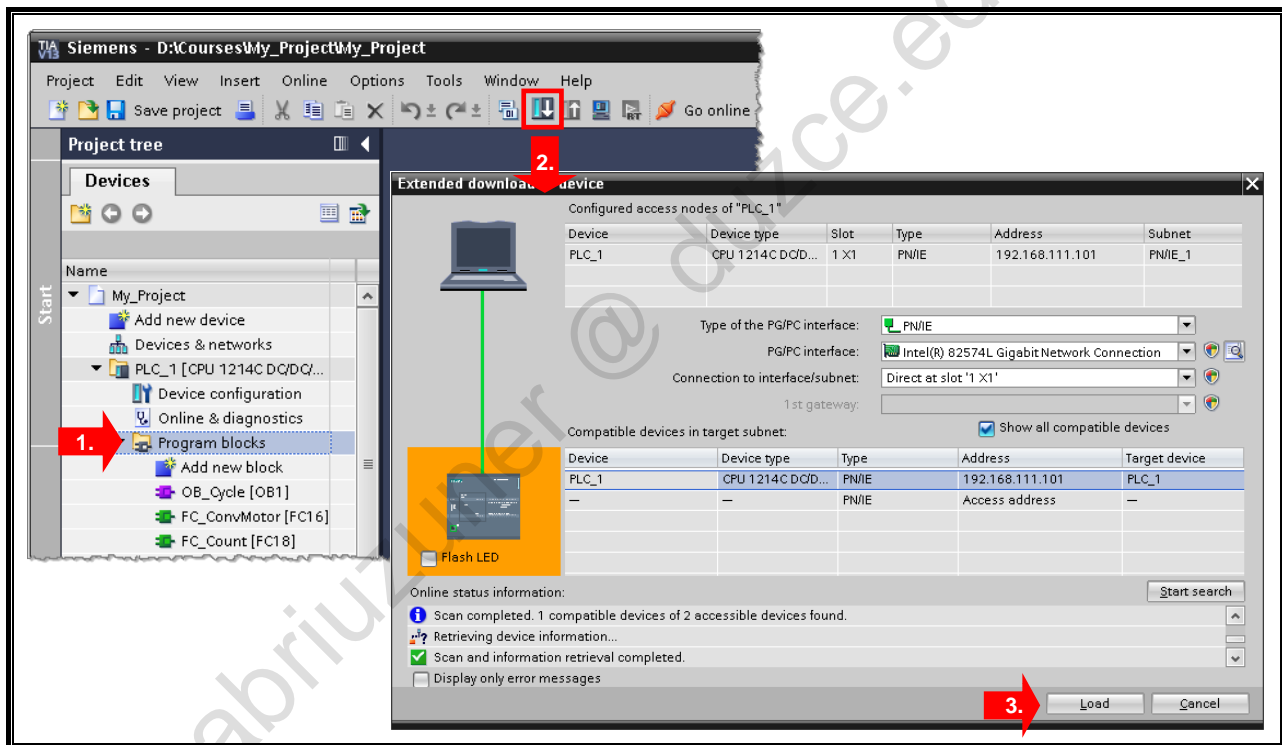 Siemens - D:\Courses\My_Project\My_Project
Project Edit View Insert Online Options Tools Window Help
Save project Go online
Project tree
Devices
Name
Start
My_Project
Add new device
Devices & networks
PLC_1 [CPU 1214C DC/DC/...
Device configuration
Online & diagnostics
1.
Program blocks
Add new block
OB_Cycle [OB1]
FC_ConvMotor [FC16]
FC_Count [FC18]
2.
Extended download device
Configured access nodes of "PLC_1"
Device Device type Slot Type Address Subnet
PLC_1 CPU 1214C DC/D... 1 X1 PN/IE 192.168.111.101 PN/IE_1
Type of the PG/PC interface: PN/IE
PG/PC interface: Intel(R) 82574L Gigabit Network Connection
Connection to interface/subnet: Direct at slot '1 X1'
1st gateway:
Compatible devices in target subnet: Show all compatible devices
Device Device type Type Address Target device
PLC_1 CPU 1214C DC/D... PN/IE 192.168.111.101 PLC_1
— — PN/IE Access address —
Flash LED
Online status information: Start search
Scan completed. 1 compatible devices of 2 accessible devices found.
Retrieving device information...
Scan and information retrieval completed.
Display only error messages
3.
Load Cancel
abriuzuner @ duzce.ed